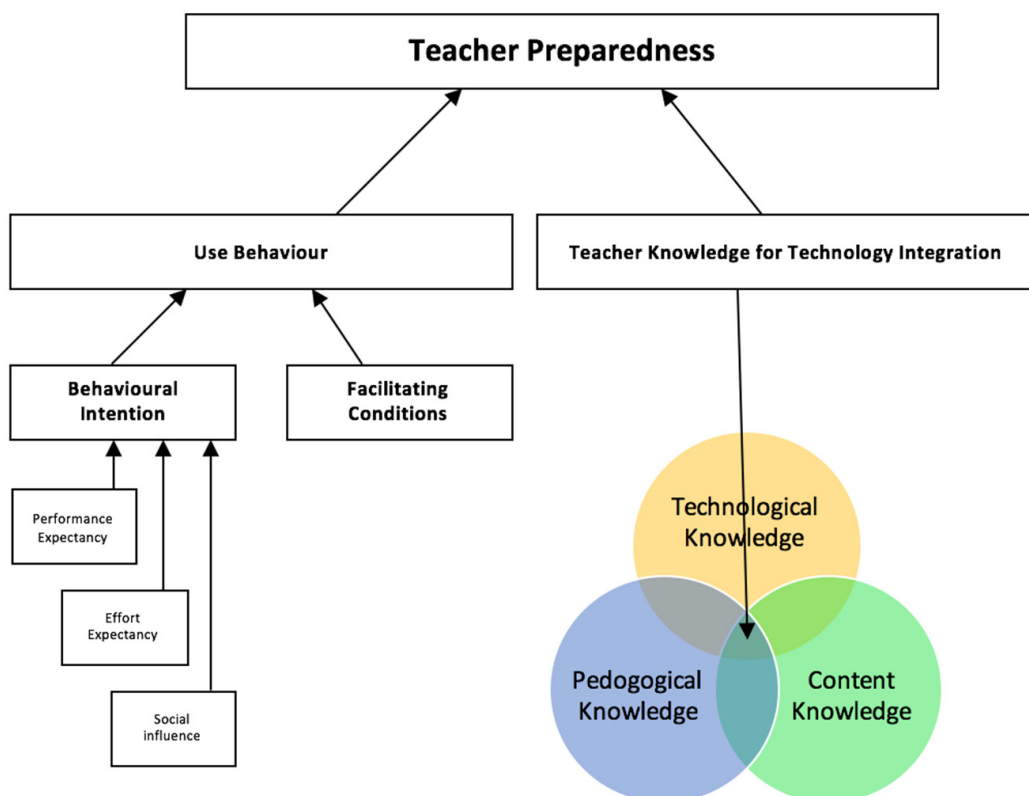 Teacher Preparedness
Use Behaviour
Teacher Knowledge for Technology Integration
Behavioural
Intention
Facilitating
Conditions
Performance
Expectancy
Effort
Expectancy
Social
influence
Technological
Knowledge
Pedogogical
Knowledge
Content
Knowledge